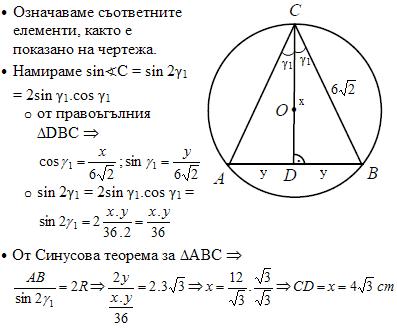 • Означаваме съответните
елементи, както е
показано на чертежа.
• Намираме sin∢C = sin 2γ₁
= 2sin γ₁.cos γ₁
o от правоъгълния
∆DBC ⇒
cos γ₁ = x/6√2 ; sin γ₁ = y/6√2
o sin 2γ₁ = 2sin γ₁.cos γ₁ =
sin 2γ₁ = 2 x.y/36.2 = x.y/36
• От Синусова теорема за ∆ABC ⇒
AB/sin 2γ₁ = 2R ⇒ 2y/(x.y/36) = 2.3√3 ⇒ x = 12/√3 . √3/√3 ⇒ CD = x = 4√3 cm
C
γ₁ γ₁
6√2
O x
A y D y B